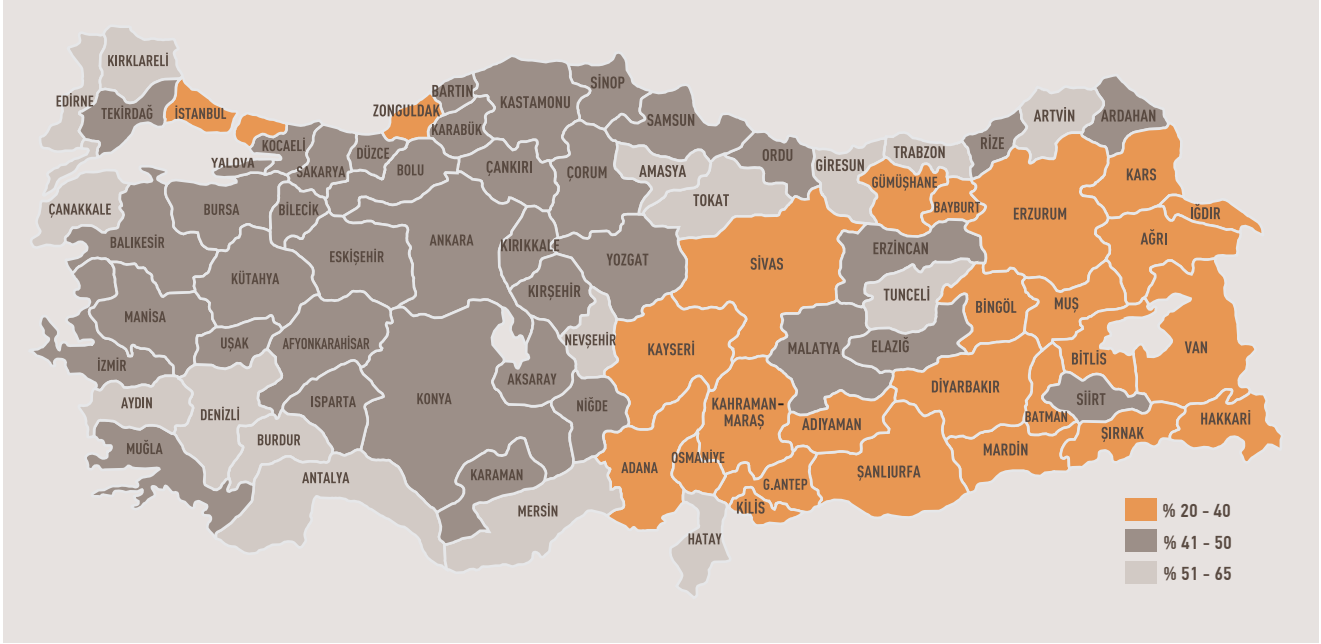 KIRKLARELİ
EDİRNE
TEKİRDAĞ
İSTANBUL
KOCAELİ
YALOVA
SAKARYA
DÜZCE
ZONGULDAK
BARTIN
KARABÜK
KASTAMONU
SİNOP
SAMSUN
BOLU
ÇANKIRI
ÇORUM
AMASYA
TOKAT
ORDU
GİRESUN
TRABZON
GÜMÜŞHANE
BAYBURT
RİZE
ARTVİN
ARDAHAN
KARS
IĞDIR
AĞRI
ERZURUM
ÇANAKKALE
BALIKESİR
BURSA
BİLECİK
ESKİŞEHİR
ANKARA
KIRIKKALE
YOZGAT
SİVAS
ERZİNCAN
TUNCELİ
BİNGÖL
MUŞ
KÜTAHYA
KIRŞEHİR
MANİSA
UŞAK
AFYONKARAHİSAR
NEVŞEHİR
KAYSERİ
MALATYA
ELAZIĞ
BİTLİS
VAN
İZMİR
AYDIN
DENİZLİ
ISPARTA
KONYA
AKSARAY
NİĞDE
KAHRAMAN-
MARAŞ
ADIYAMAN
DİYARBAKIR
BATMAN
SİİRT
ŞIRNAK
HAKKARİ
MUĞLA
BURDUR
ANTALYA
KARAMAN
MERSİN
ADANA
OSMANİYE
G.ANTEP
KİLİS
ŞANLIURFA
MARDİN
HATAY
% 20 - 40
% 41 - 50
% 51 - 65